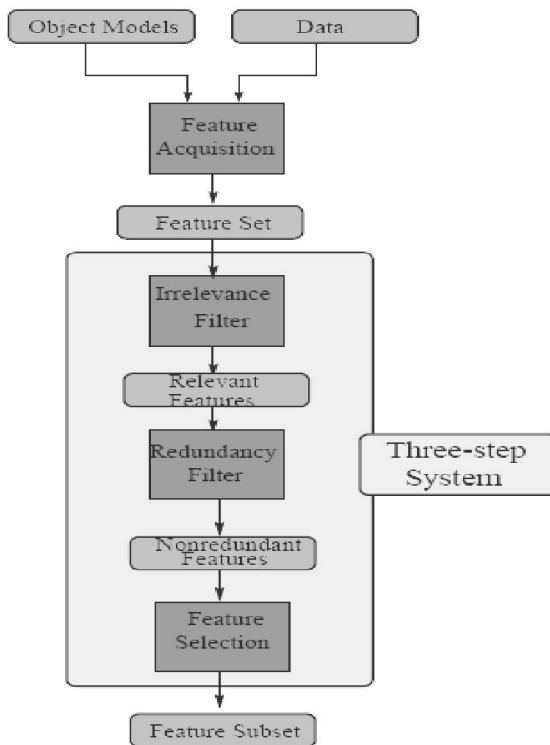 Object Models
Data
Feature
Acquisition
Feature Set
Irrelevance
Filter
Relevant
Features
Redundancy
Filter
Three-step
System
Nonredundant
Features
Feature
Selection
Feature Subset